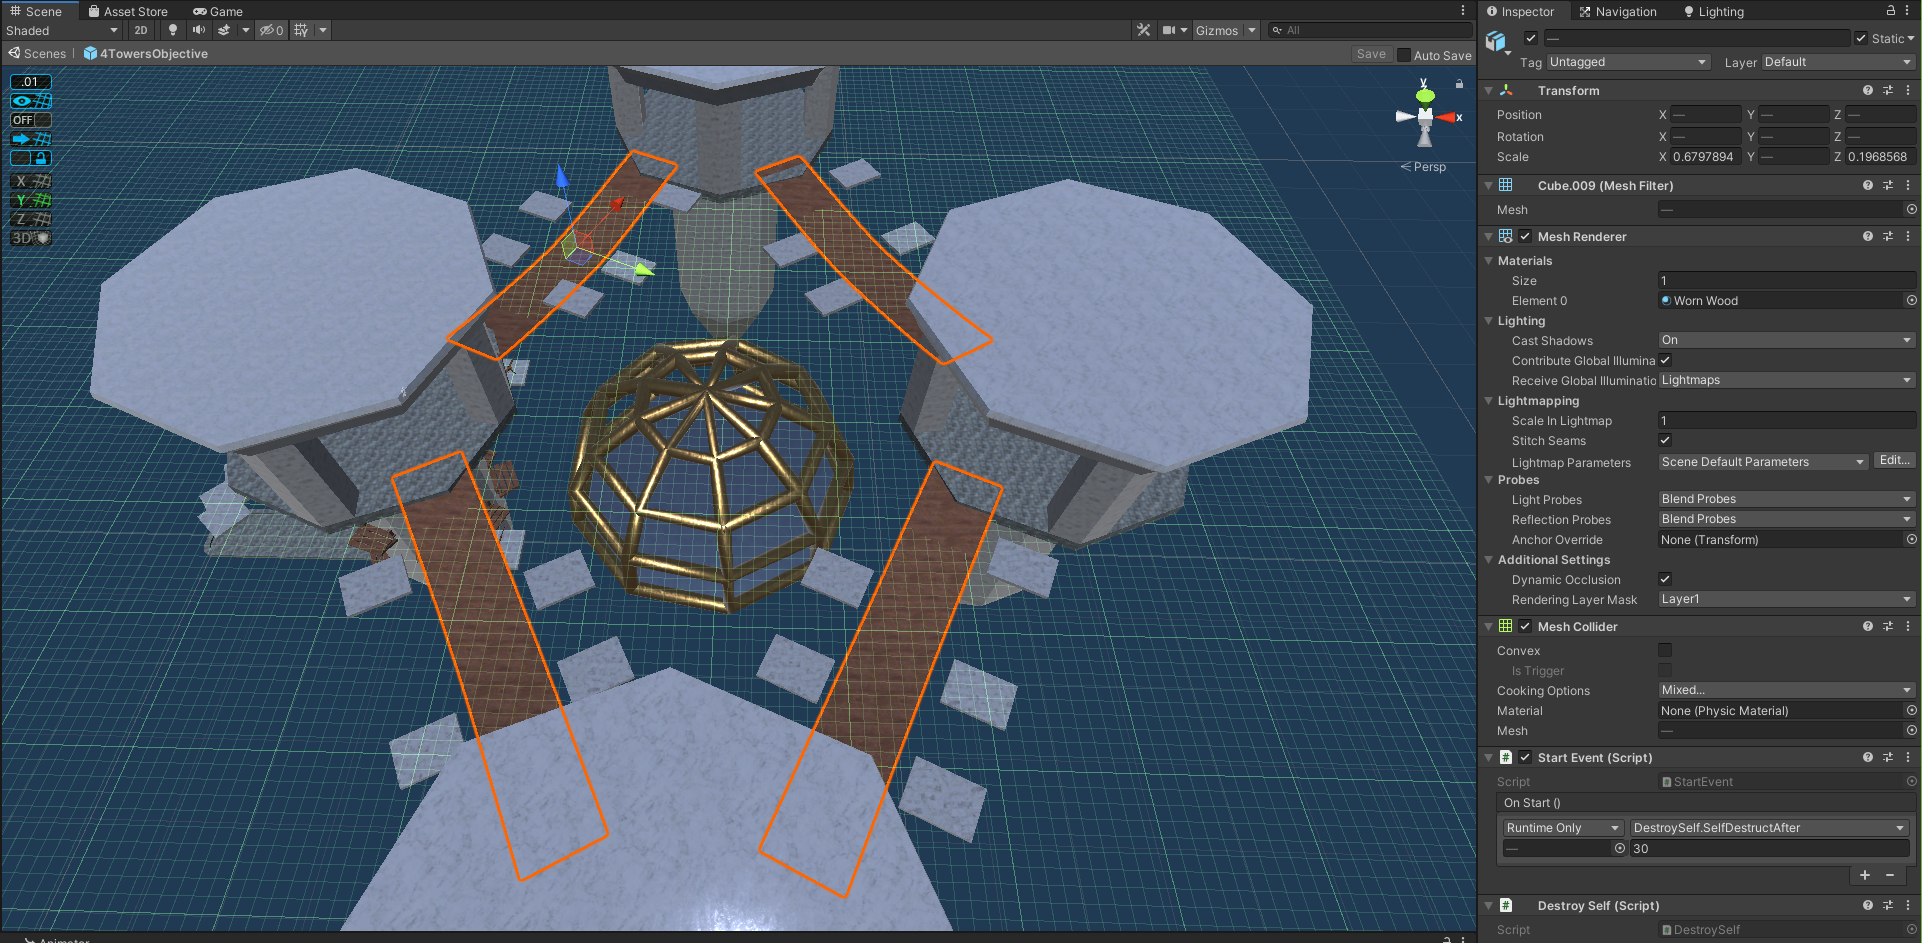 Scene Asset Store Game
Shaded 2D 0 Gizmos All
Scenes 4TowersObjective Save Auto Save
.01
OFF
X
Y
Z
3D
y
x
Persp
Animator
Inspector Navigation Lighting
— Static
Tag Untagged Layer Default
Transform
Position X — Y — Z —
Rotation X — Y — Z —
Scale X 0.6797894 Y — Z 0.1968568
Cube.009 (Mesh Filter)
Mesh —
Mesh Renderer
Materials
Size 1
Element 0 Worn Wood
Lighting
Cast Shadows On
Contribute Global Illumina
Receive Global Illuminatio Lightmaps
Lightmapping
Scale In Lightmap 1
Stitch Seams
Lightmap Parameters Scene Default Parameters Edit...
Probes
Light Probes Blend Probes
Reflection Probes Blend Probes
Anchor Override None (Transform)
Additional Settings
Dynamic Occlusion
Rendering Layer Mask Layer1
Mesh Collider
Convex
Is Trigger
Cooking Options Mixed...
Material None (Physic Material)
Mesh —
# Start Event (Script)
Script StartEvent
On Start ()
Runtime Only DestroySelf.SelfDestructAfter
— 30
+ −
# Destroy Self (Script)
Script DestroySelf